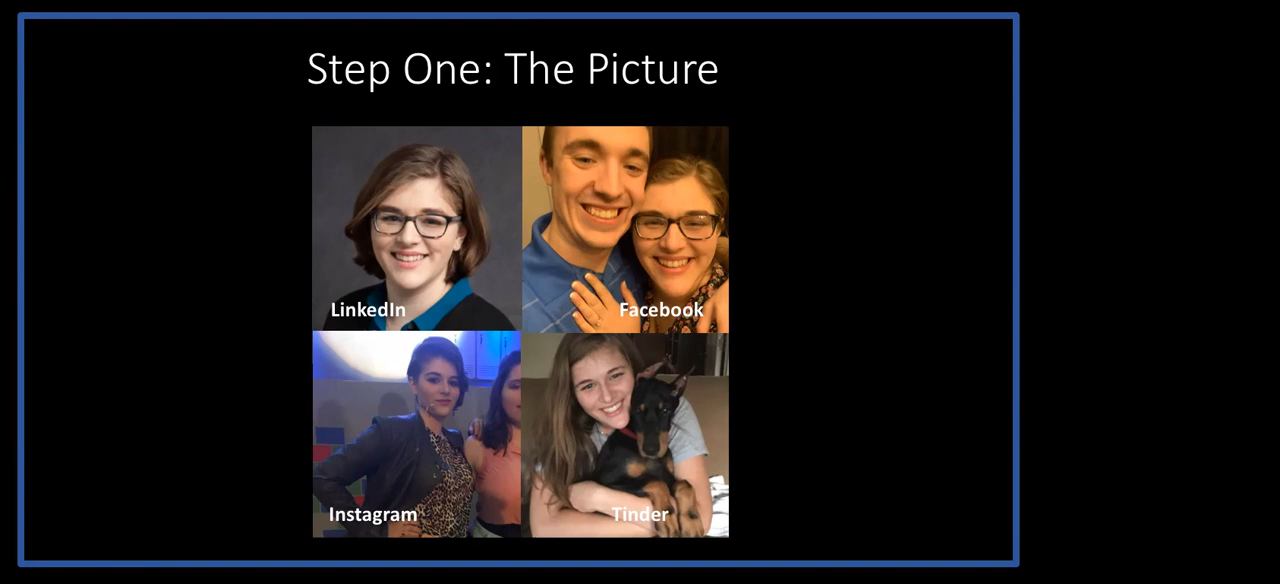 Step One: The Picture
LinkedIn
Facebook
Instagram
Tinder